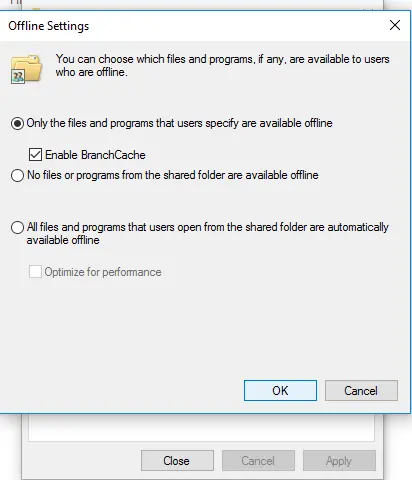 Offline Settings
You can choose which files and programs, if any, are available to users
who are offline.
Only the files and programs that users specify are available offline
Enable BranchCache
No files or programs from the shared folder are available offline
All files and programs that users open from the shared folder are automatically
available offline
Optimize for performance
OK
Cancel
Close
Cancel
Apply